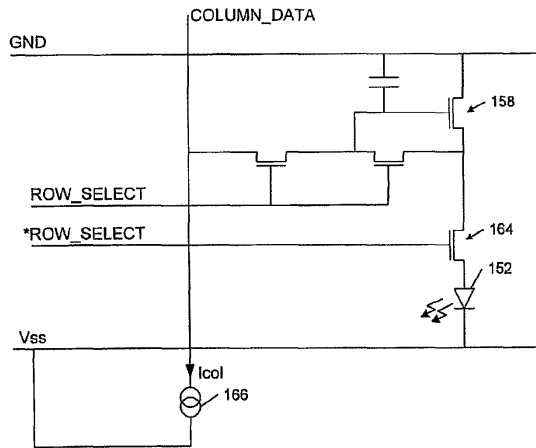 COLUMN_DATA
GND
158
ROW_SELECT
*ROW_SELECT
164
152
Vss
Icol
166